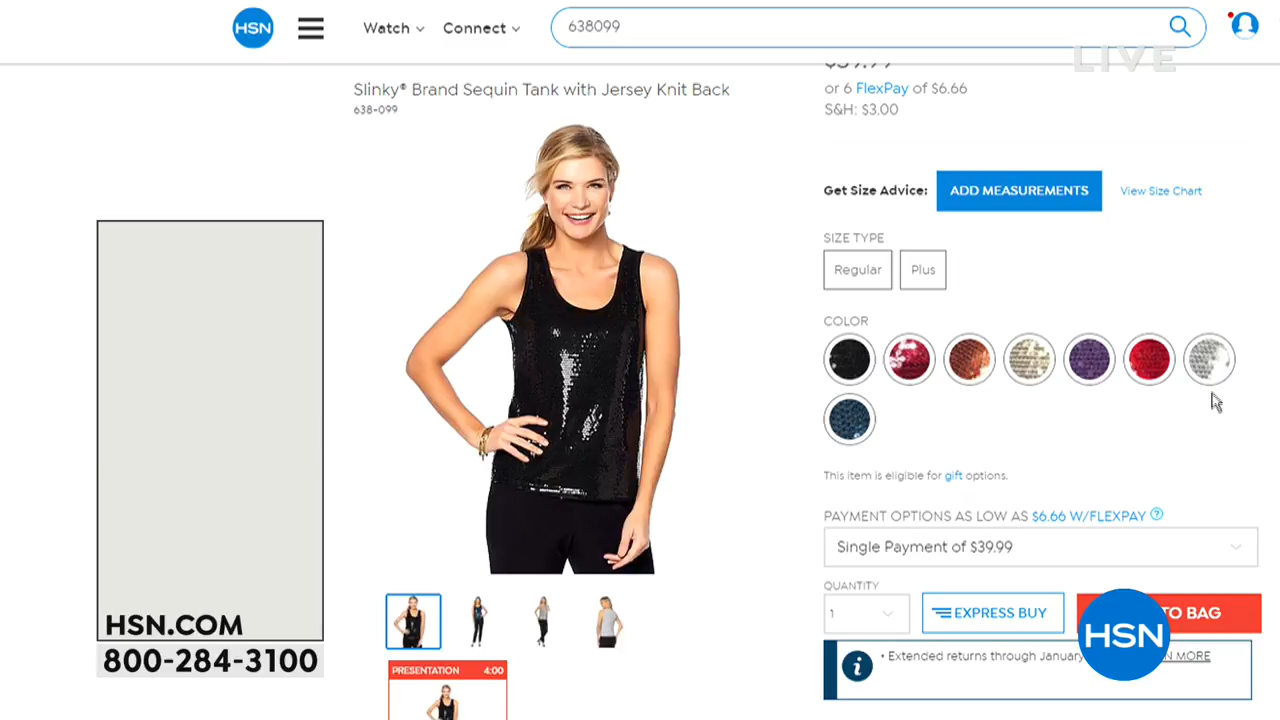 HSN
Watch
Connect
638099
LIVE
$39.99
Slinky® Brand Sequin Tank with Jersey Knit Back
638-099
or 6 FlexPay of $6.66
S&H: $3.00
Get Size Advice:
ADD MEASUREMENTS
View Size Chart
SIZE TYPE
Regular
Plus
COLOR
This item is eligible for gift options.
PAYMENT OPTIONS AS LOW AS $6.66 W/FLEXPAY ?
Single Payment of $39.99
QUANTITY
1
EXPRESS BUY
TO BAG
HSN
• Extended returns through January
MORE
i
PRESENTATION 4:00
HSN.COM
800-284-3100